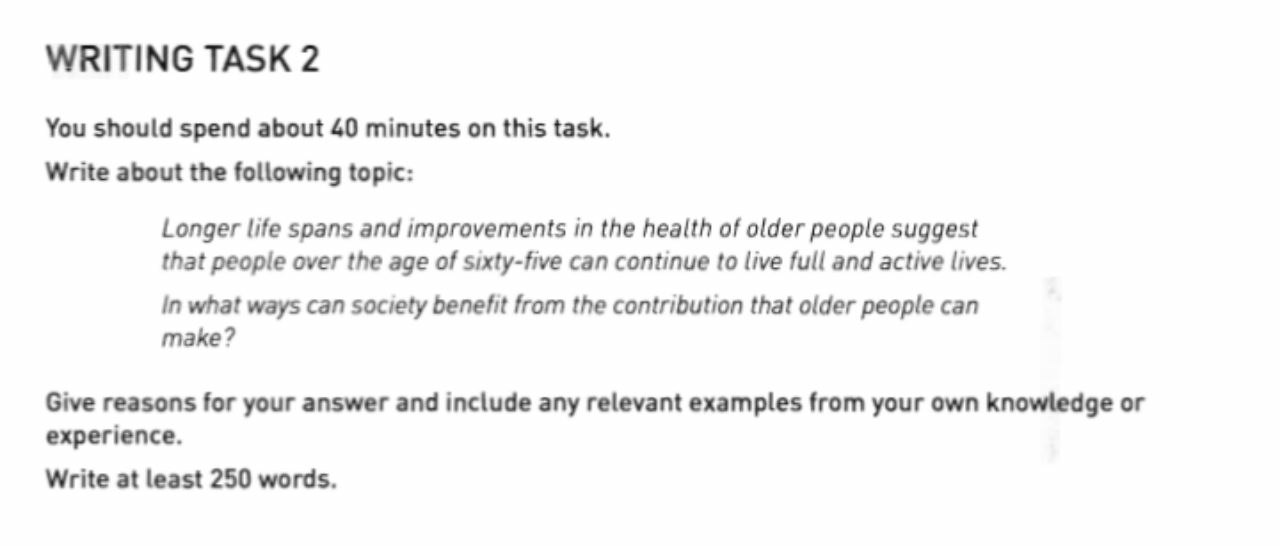 WRITING TASK 2
You should spend about 40 minutes on this task.
Write about the following topic:
Longer life spans and improvements in the health of older people suggest
that people over the age of sixty-five can continue to live full and active lives.
In what ways can society benefit from the contribution that older people can
make?
Give reasons for your answer and include any relevant examples from your own knowledge or
experience.
Write at least 250 words.